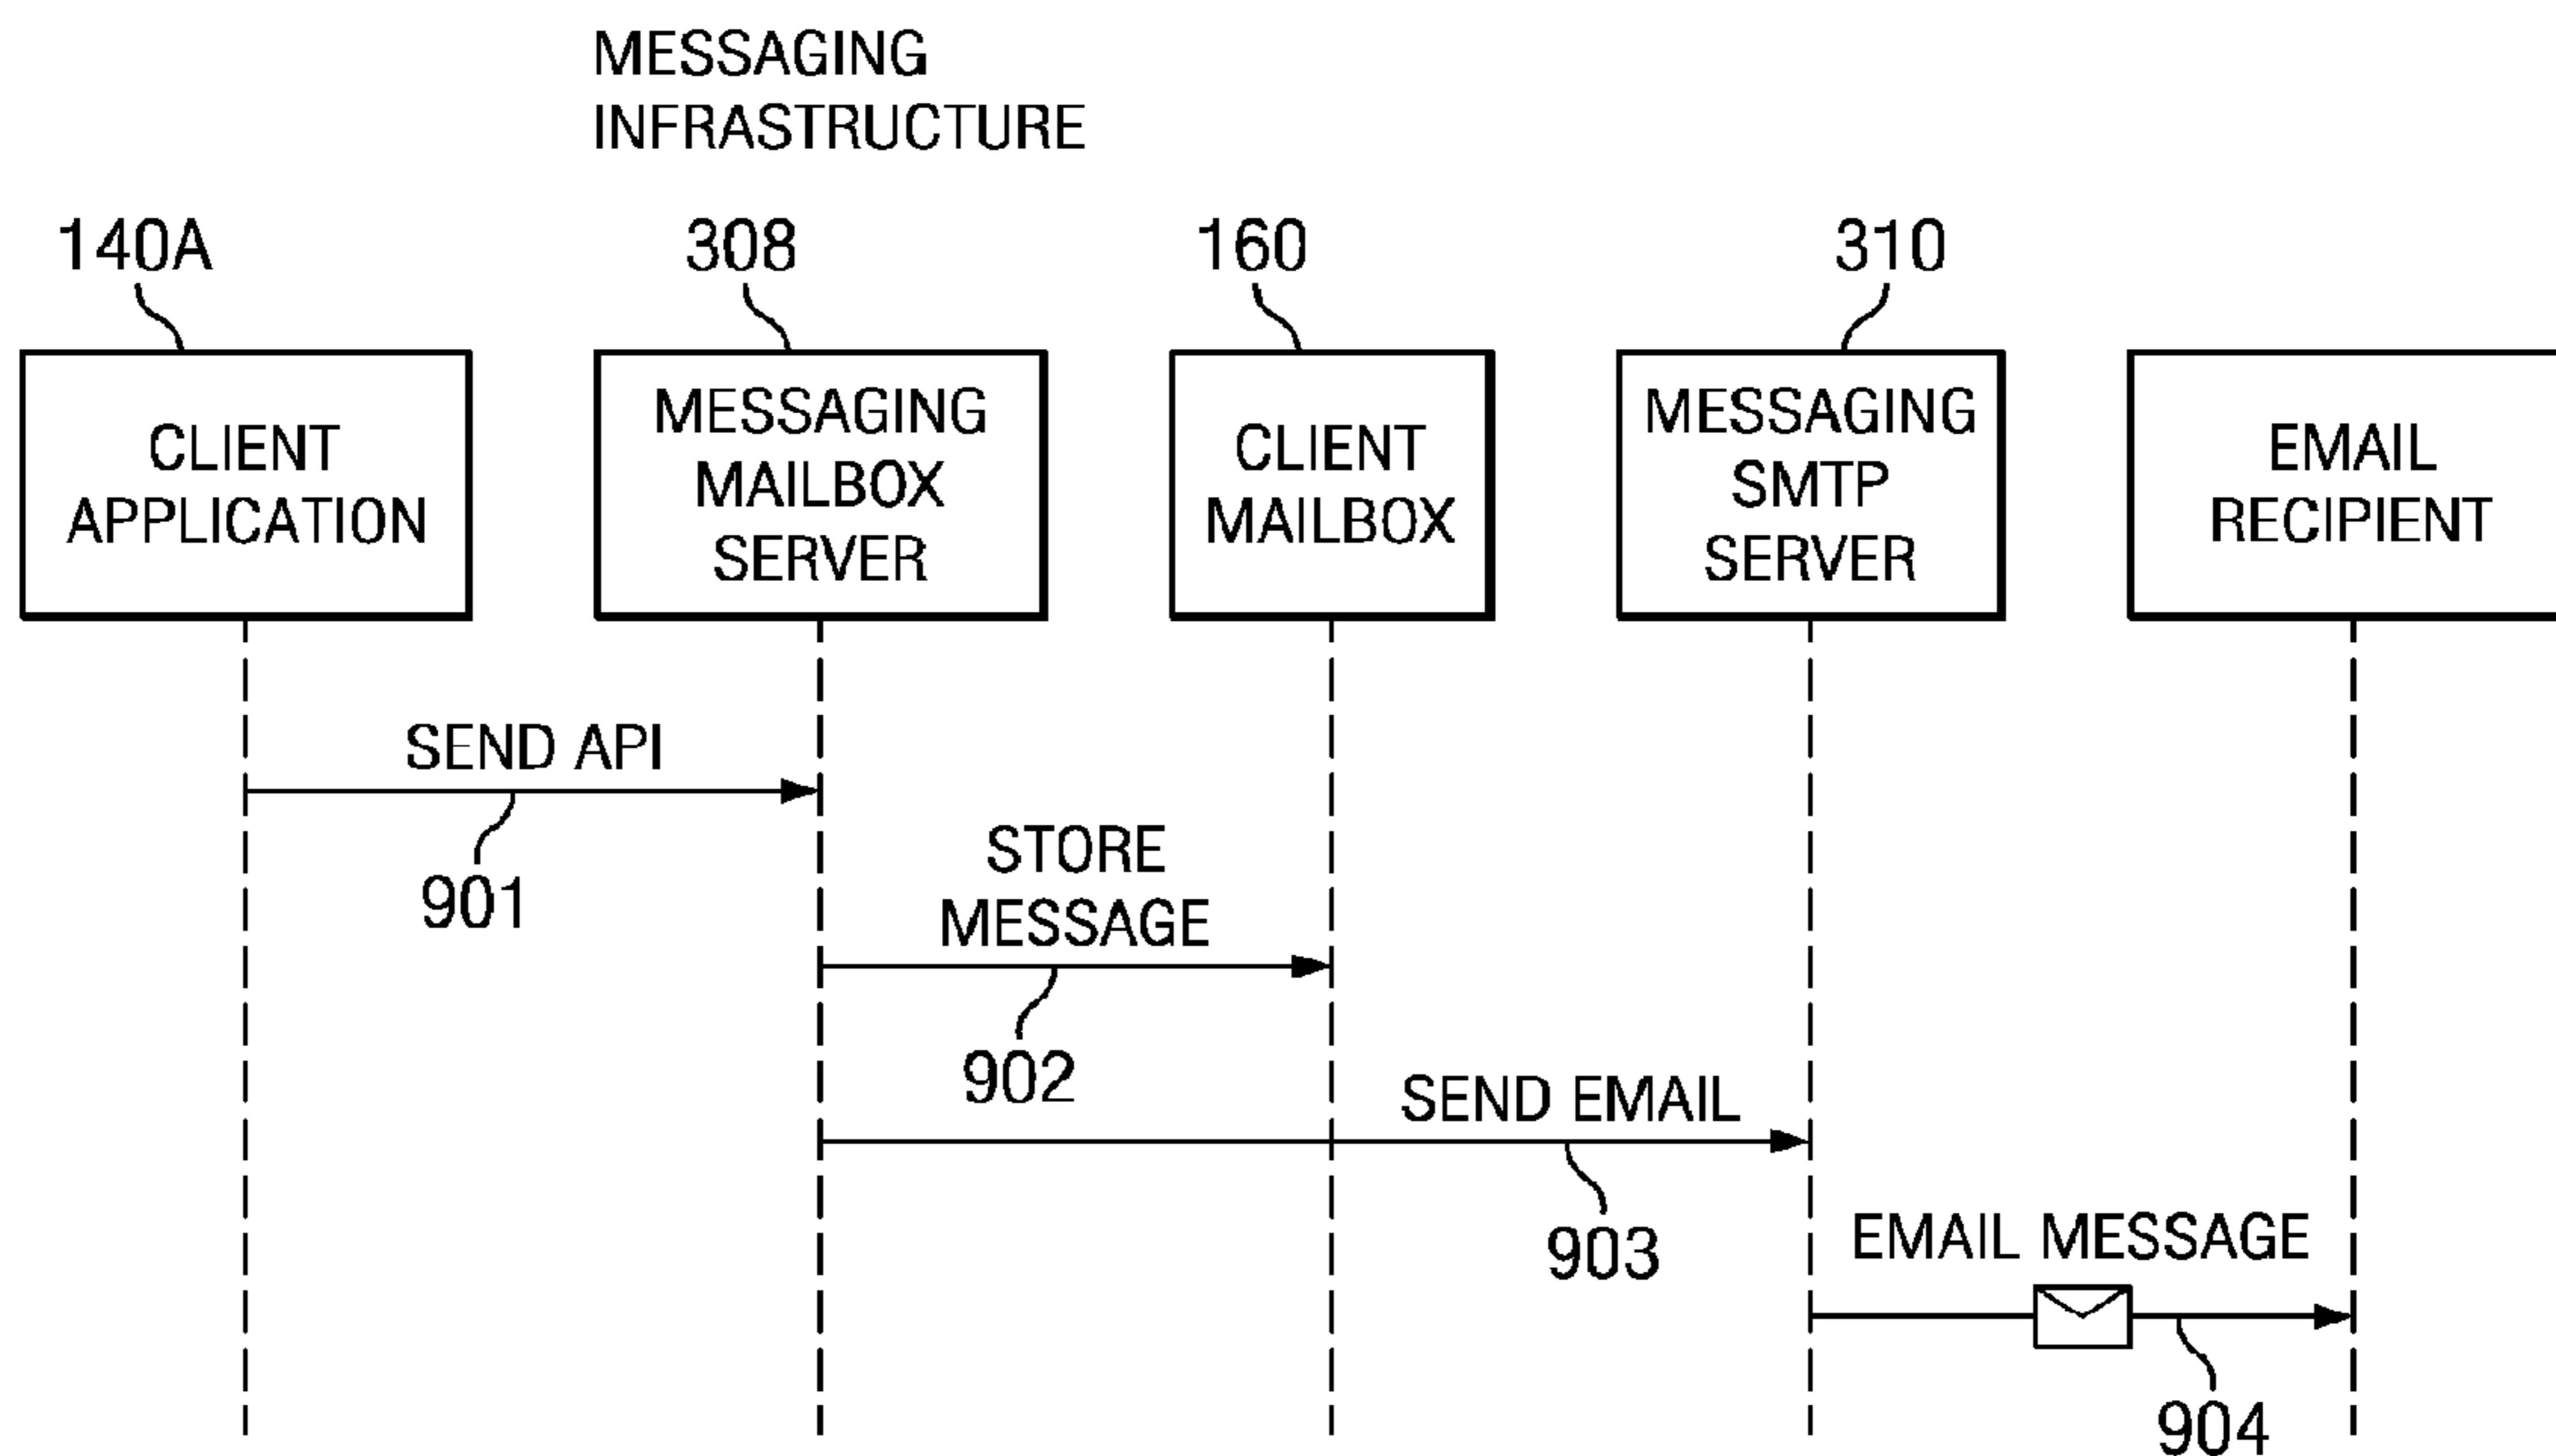 MESSAGING
INFRASTRUCTURE
140A
308
160
310
CLIENT
APPLICATION
MESSAGING
MAILBOX
SERVER
CLIENT
MAILBOX
MESSAGING
SMTP
SERVER
EMAIL
RECIPIENT
SEND API
901
STORE
MESSAGE
902
SEND EMAIL
903
EMAIL MESSAGE
904